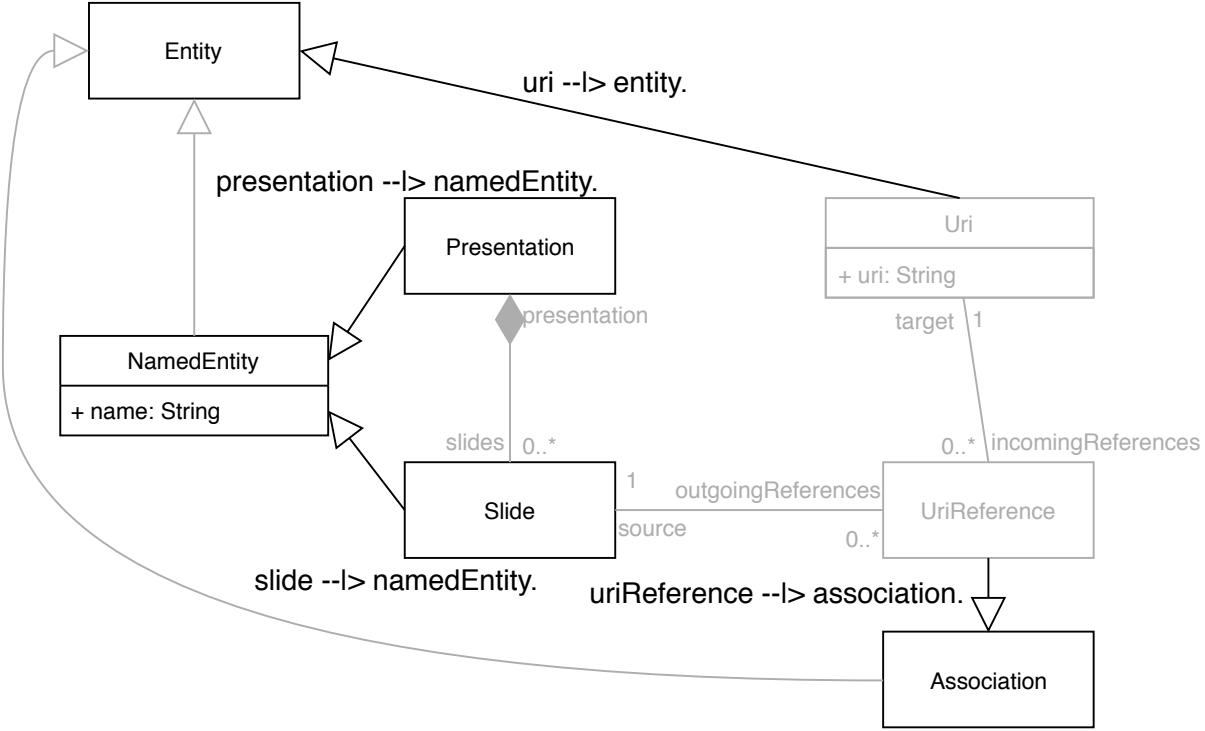 Entity
uri --|> entity.
presentation --|> namedEntity.
Presentation
Uri
+ uri: String
presentation
target 1
NamedEntity
+ name: String
slides 0..*
0..* incomingReferences
1
outgoingReferences
Slide
UriReference
source
0..*
slide --|> namedEntity.
uriReference --|> association.
Association